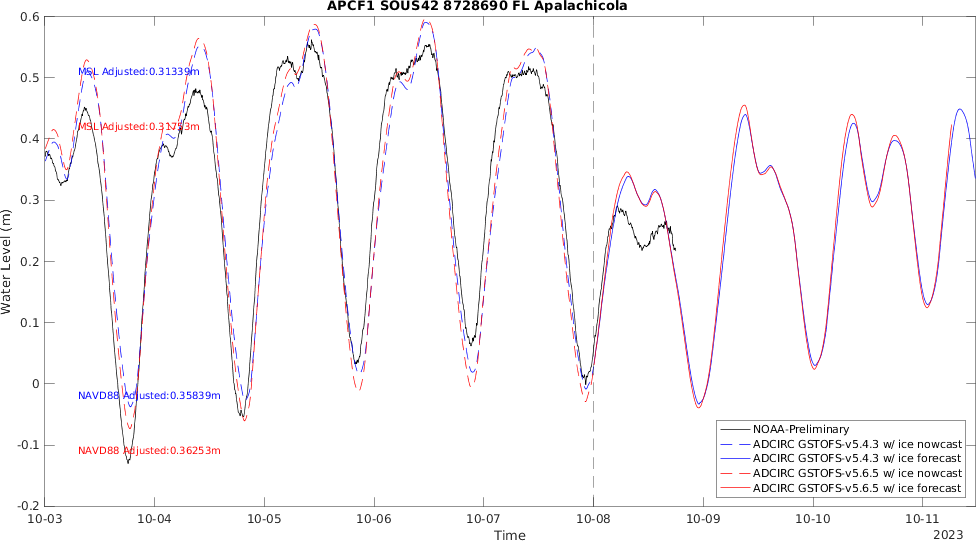 APCF1 SOUS42 8728690 FL Apalachicola
0.6
0.5
0.4
0.3
0.2
0.1
0
-0.1
-0.2
Water Level (m)
MSL Adjusted:0.31339m
MSL Adjusted:0.31753m
NAVD88 Adjusted:0.35839m
NAVD88 Adjusted:0.36253m
NOAA-Preliminary
ADCIRC GSTOFS-v5.4.3 w/ ice nowcast
ADCIRC GSTOFS-v5.4.3 w/ ice forecast
ADCIRC GSTOFS-v5.6.5 w/ ice nowcast
ADCIRC GSTOFS-v5.6.5 w/ ice forecast
10-03 10-04 10-05 10-06 10-07 10-08 10-09 10-10 10-11
Time
2023